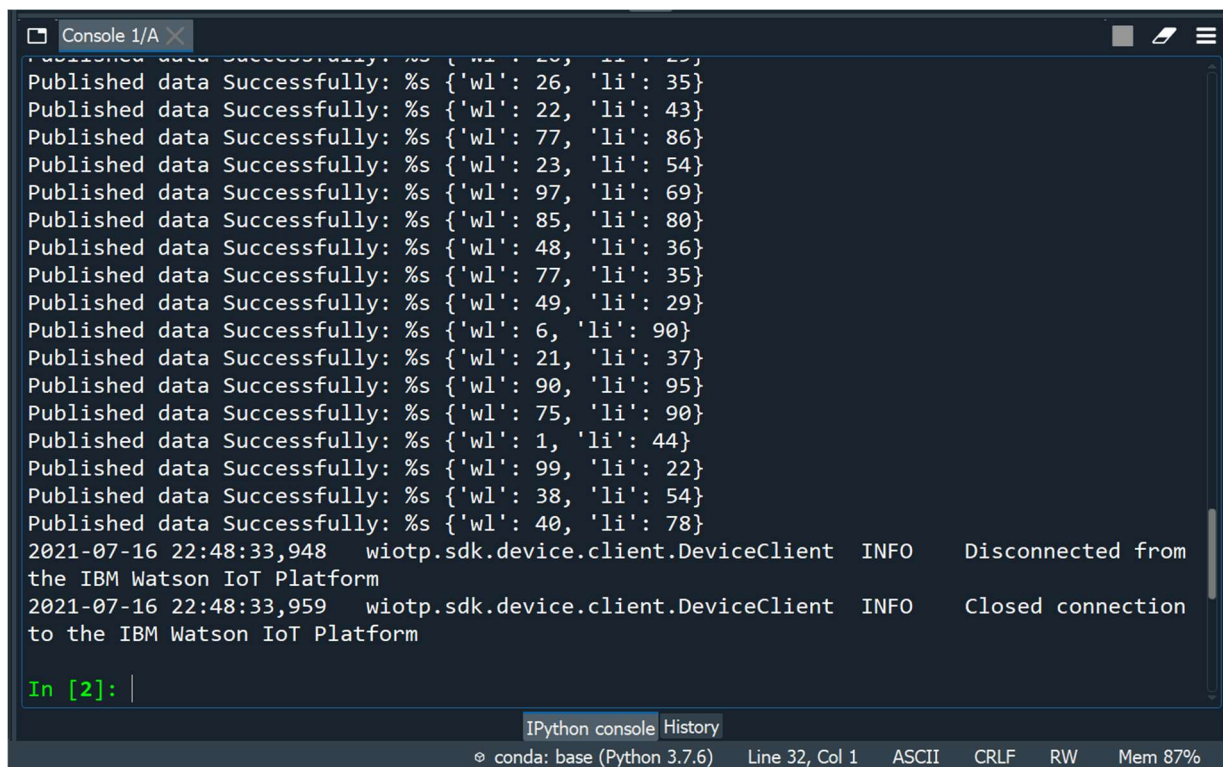 Console 1/A
Published data Successfully: %s {'wl': 26, 'li': 35}
Published data Successfully: %s {'wl': 22, 'li': 43}
Published data Successfully: %s {'wl': 77, 'li': 86}
Published data Successfully: %s {'wl': 23, 'li': 54}
Published data Successfully: %s {'wl': 97, 'li': 69}
Published data Successfully: %s {'wl': 85, 'li': 80}
Published data Successfully: %s {'wl': 48, 'li': 36}
Published data Successfully: %s {'wl': 77, 'li': 35}
Published data Successfully: %s {'wl': 49, 'li': 29}
Published data Successfully: %s {'wl': 6, 'li': 90}
Published data Successfully: %s {'wl': 21, 'li': 37}
Published data Successfully: %s {'wl': 90, 'li': 95}
Published data Successfully: %s {'wl': 75, 'li': 90}
Published data Successfully: %s {'wl': 1, 'li': 44}
Published data Successfully: %s {'wl': 99, 'li': 22}
Published data Successfully: %s {'wl': 38, 'li': 54}
Published data Successfully: %s {'wl': 40, 'li': 78}
2021-07-16 22:48:33,948   wiotp.sdk.device.client.DeviceClient  INFO    Disconnected from
the IBM Watson IoT Platform
2021-07-16 22:48:33,959   wiotp.sdk.device.client.DeviceClient  INFO    Closed connection
to the IBM Watson IoT Platform
In [2]:
IPython console History
conda: base (Python 3.7.6) Line 32, Col 1 ASCII CRLF RW Mem 87%